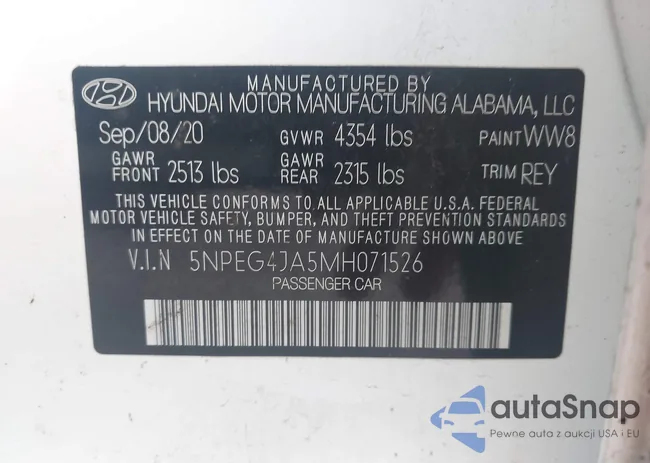 MANUFACTURED BY
HYUNDAI MOTOR MANUFACTURING ALABAMA, LLC
Sep/08/20 GVWR 4354 lbs PAINT WW8
GAWR FRONT 2513 lbs GAWR REAR 2315 lbs TRIM REY
THIS VEHICLE CONFORMS TO ALL APPLICABLE U.S.A. FEDERAL
MOTOR VEHICLE SAFETY, BUMPER, AND THEFT PREVENTION STANDARDS
IN EFFECT ON THE DATE OF MANUFACTURE SHOWN ABOVE
V.I.N 5NPEG4JA5MH071526
PASSENGER CAR
autaSnap
Pewne auta z aukcji USA i EU